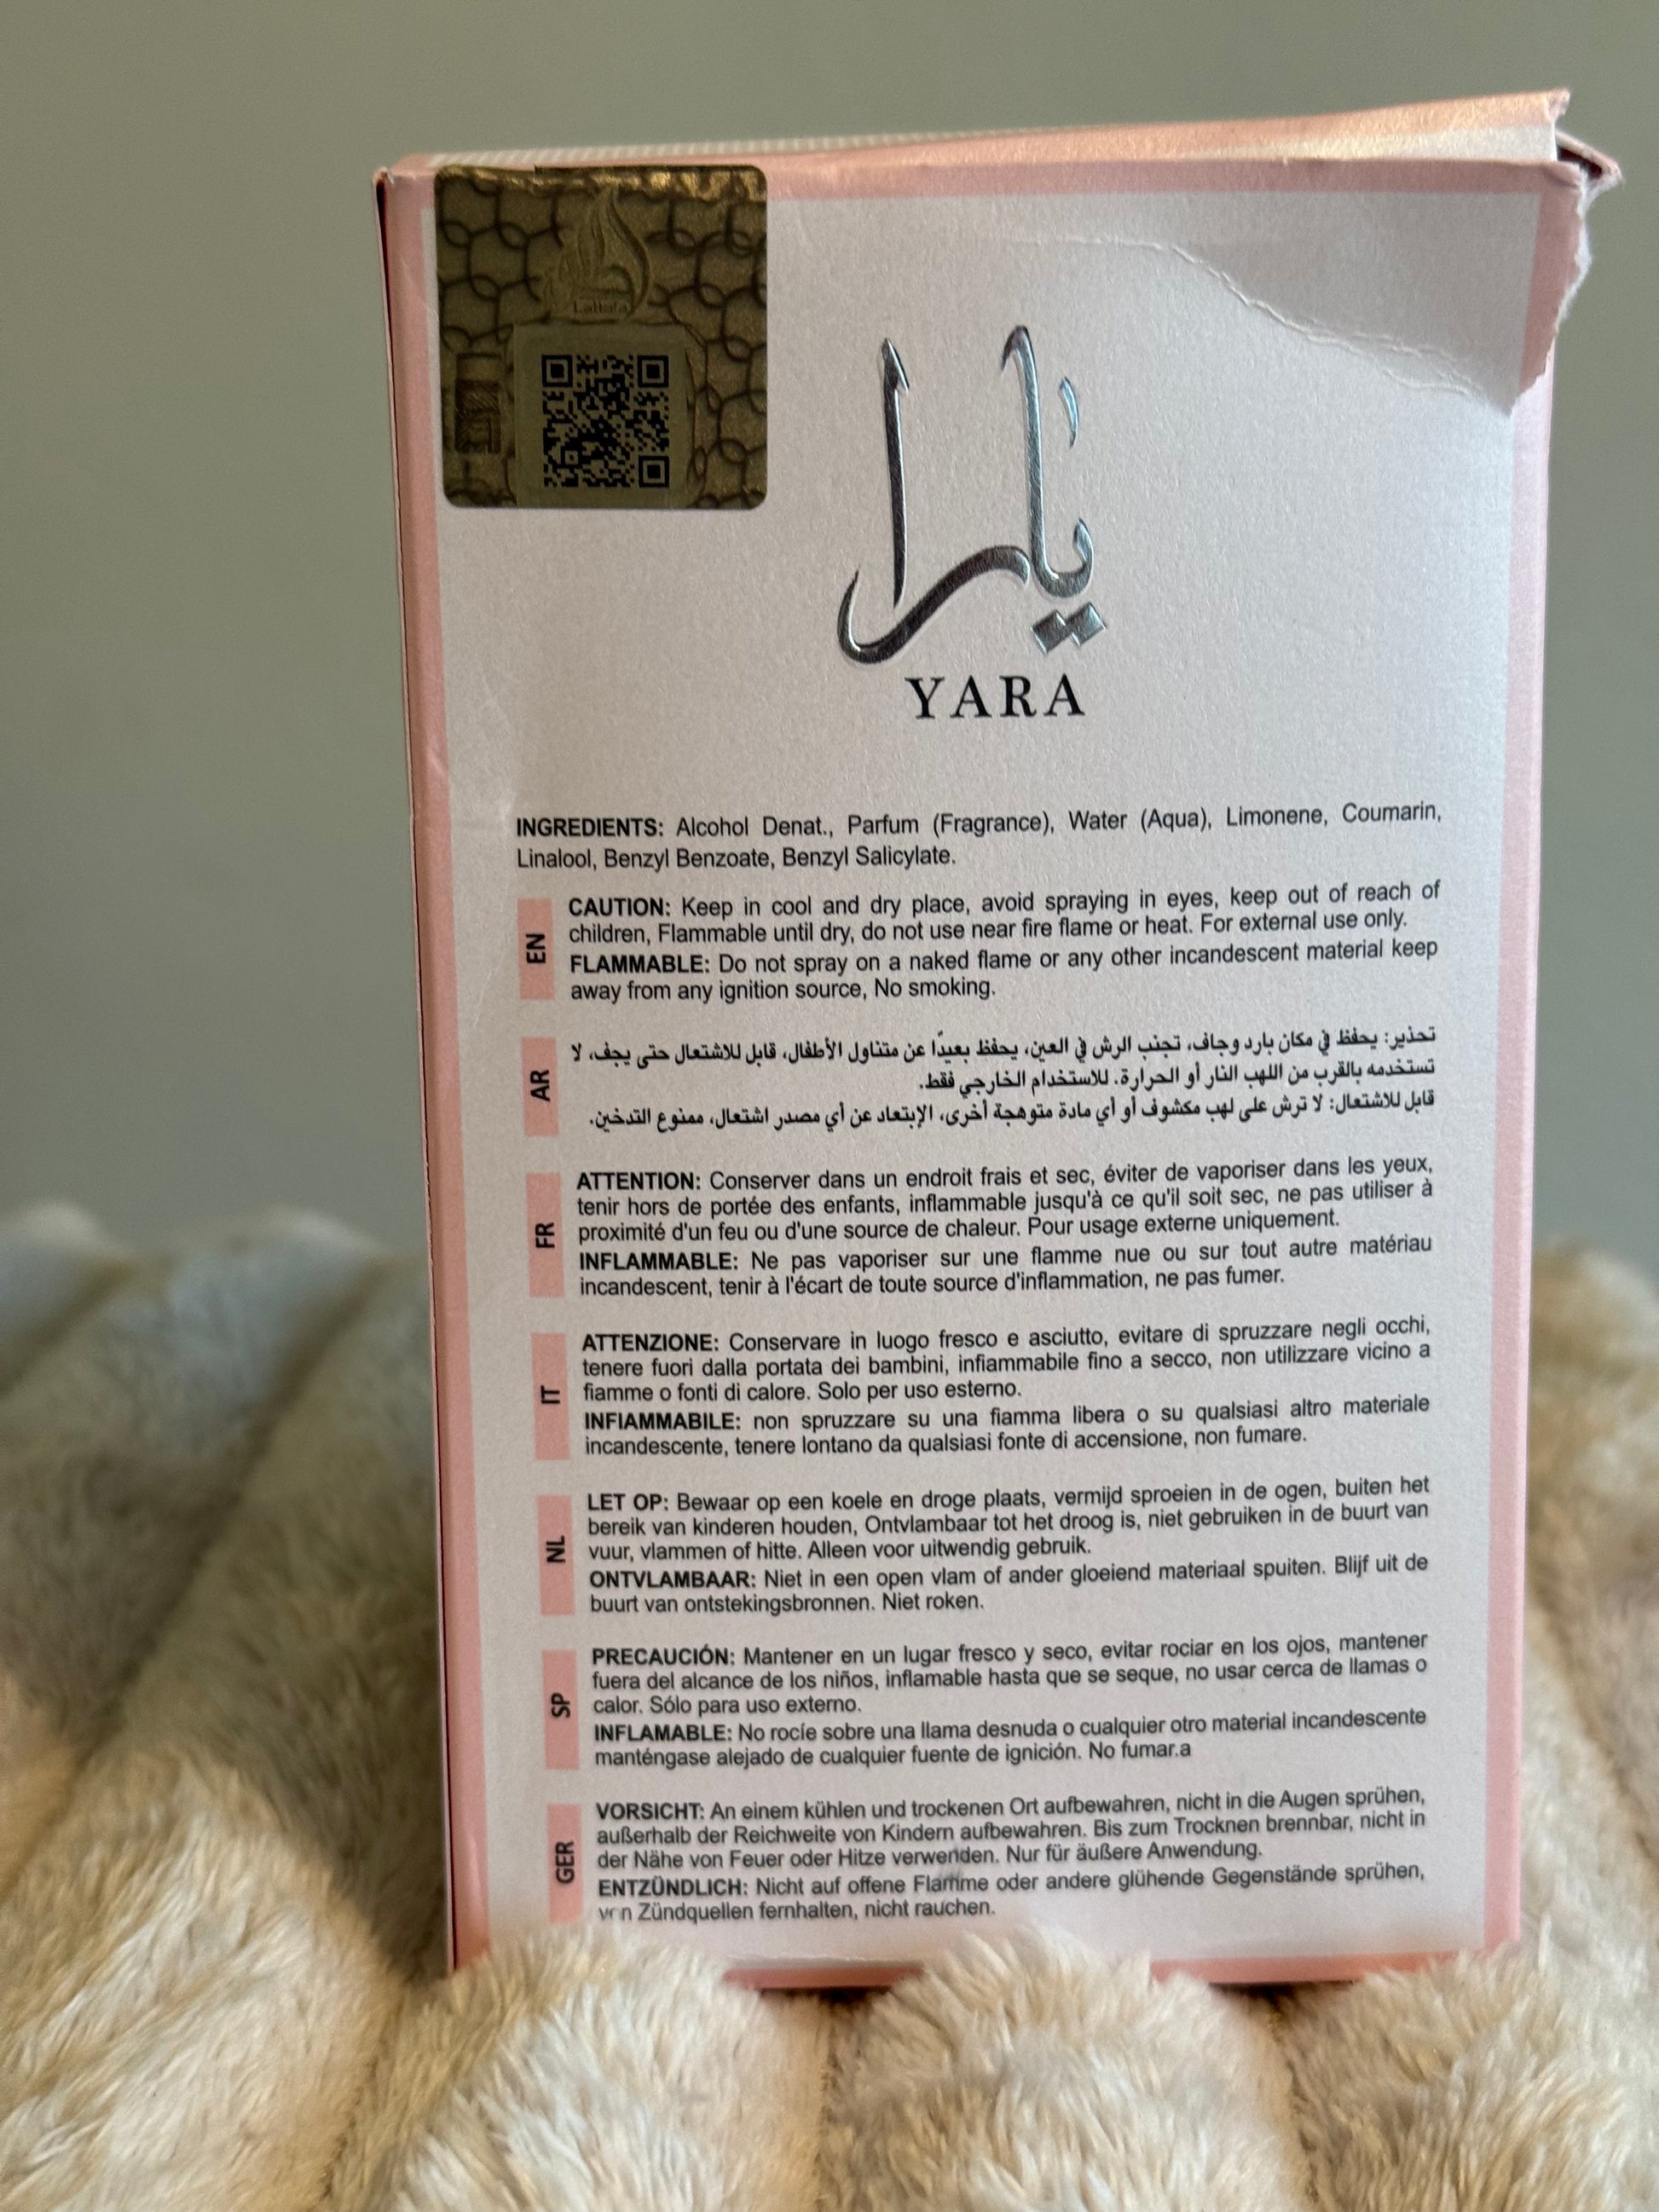 Lattafa
يارا
YARA
INGREDIENTS: Alcohol Denat., Parfum (Fragrance), Water (Aqua), Limonene, Coumarin,
Linalool, Benzyl Benzoate, Benzyl Salicylate.
EN
CAUTION: Keep in cool and dry place, avoid spraying in eyes, keep out of reach of
children, Flammable until dry, do not use near fire flame or heat. For external use only.
FLAMMABLE: Do not spray on a naked flame or any other incandescent material keep
away from any ignition source, No smoking.
AR
تحذير: يحفظ في مكان بارد وجاف، تجنب الرش في العين، يحفظ بعيدًا عن متناول الأطفال، قابل للاشتعال حتى يجف، لا
تستخدمه بالقرب من اللهب النار أو الحرارة. للاستخدام الخارجي فقط.
قابل للاشتعال: لا ترش على لهب مكشوف أو أي مادة متوهجة أخرى، الإبتعاد عن أي مصدر اشتعال، ممنوع التدخين.
FR
ATTENTION: Conserver dans un endroit frais et sec, éviter de vaporiser dans les yeux,
tenir hors de portée des enfants, inflammable jusqu'à ce qu'il soit sec, ne pas utiliser à
proximité d'un feu ou d'une source de chaleur. Pour usage externe uniquement.
INFLAMMABLE: Ne pas vaporiser sur une flamme nue ou sur tout autre matériau
incandescent, tenir à l'écart de toute source d'inflammation, ne pas fumer.
IT
ATTENZIONE: Conservare in luogo fresco e asciutto, evitare di spruzzare negli occhi,
tenere fuori dalla portata dei bambini, infiammabile fino a secco, non utilizzare vicino a
fiamme o fonti di calore. Solo per uso esterno.
INFIAMMABILE: non spruzzare su una fiamma libera o su qualsiasi altro materiale
incandescente, tenere lontano da qualsiasi fonte di accensione, non fumare.
NL
LET OP: Bewaar op een koele en droge plaats, vermijd sproeien in de ogen, buiten het
bereik van kinderen houden, Ontvlambaar tot het droog is, niet gebruiken in de buurt van
vuur, vlammen of hitte. Alleen voor uitwendig gebruik.
ONTVLAMBAAR: Niet in een open vlam of ander gloeiend materiaal spuiten. Blijf uit de
buurt van ontstekingsbronnen. Niet roken.
SP
PRECAUCIÓN: Mantener en un lugar fresco y seco, evitar rociar en los ojos, mantener
fuera del alcance de los niños, inflamable hasta que se seque, no usar cerca de llamas o
calor. Sólo para uso externo.
INFLAMABLE: No rocíe sobre una llama desnuda o cualquier otro material incandescente
manténgase alejado de cualquier fuente de ignición. No fumar.a
GER
VORSICHT: An einem kühlen und trockenen Ort aufbewahren, nicht in die Augen sprühen,
außerhalb der Reichweite von Kindern aufbewahren. Bis zum Trocknen brennbar, nicht in
der Nähe von Feuer oder Hitze verwenden. Nur für äußere Anwendung.
ENTZÜNDLICH: Nicht auf offene Flamme oder andere glühende Gegenstände sprühen,
von Zündquellen fernhalten, nicht rauchen.